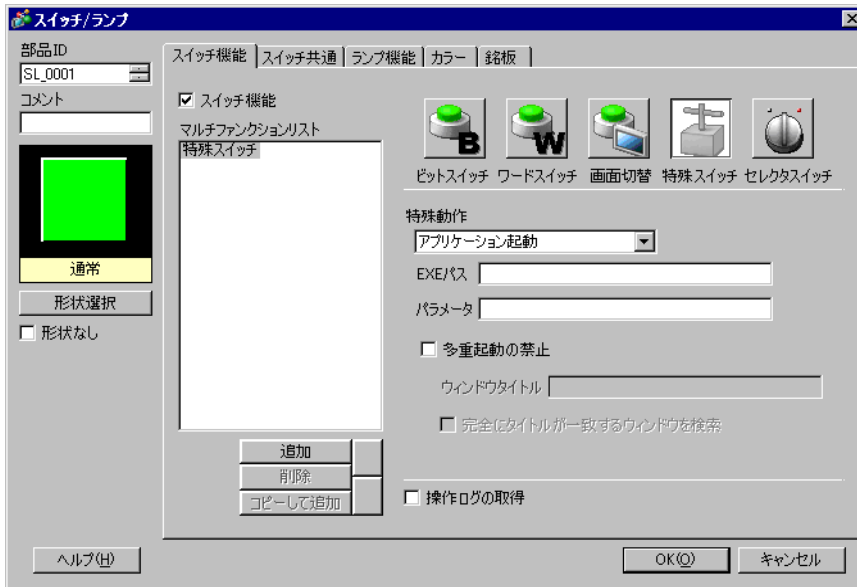 スイッチ/ランプ
部品ID
SL_0001
コメント
通常
形状選択
形状なし
スイッチ機能 スイッチ共通 ランプ機能 カラー 銘板
スイッチ機能
マルチファンクションリスト
特殊スイッチ
追加
削除
コピーして追加
B W
ビットスイッチ ワードスイッチ 画面切替 特殊スイッチ セレクタスイッチ
特殊動作
アプリケーション起動
EXEパス
パラメータ
多重起動の禁止
ウィンドウタイトル
完全にタイトルが一致するウィンドウを検索
操作ログの取得
ヘルプ(H) OK(O) キャンセル